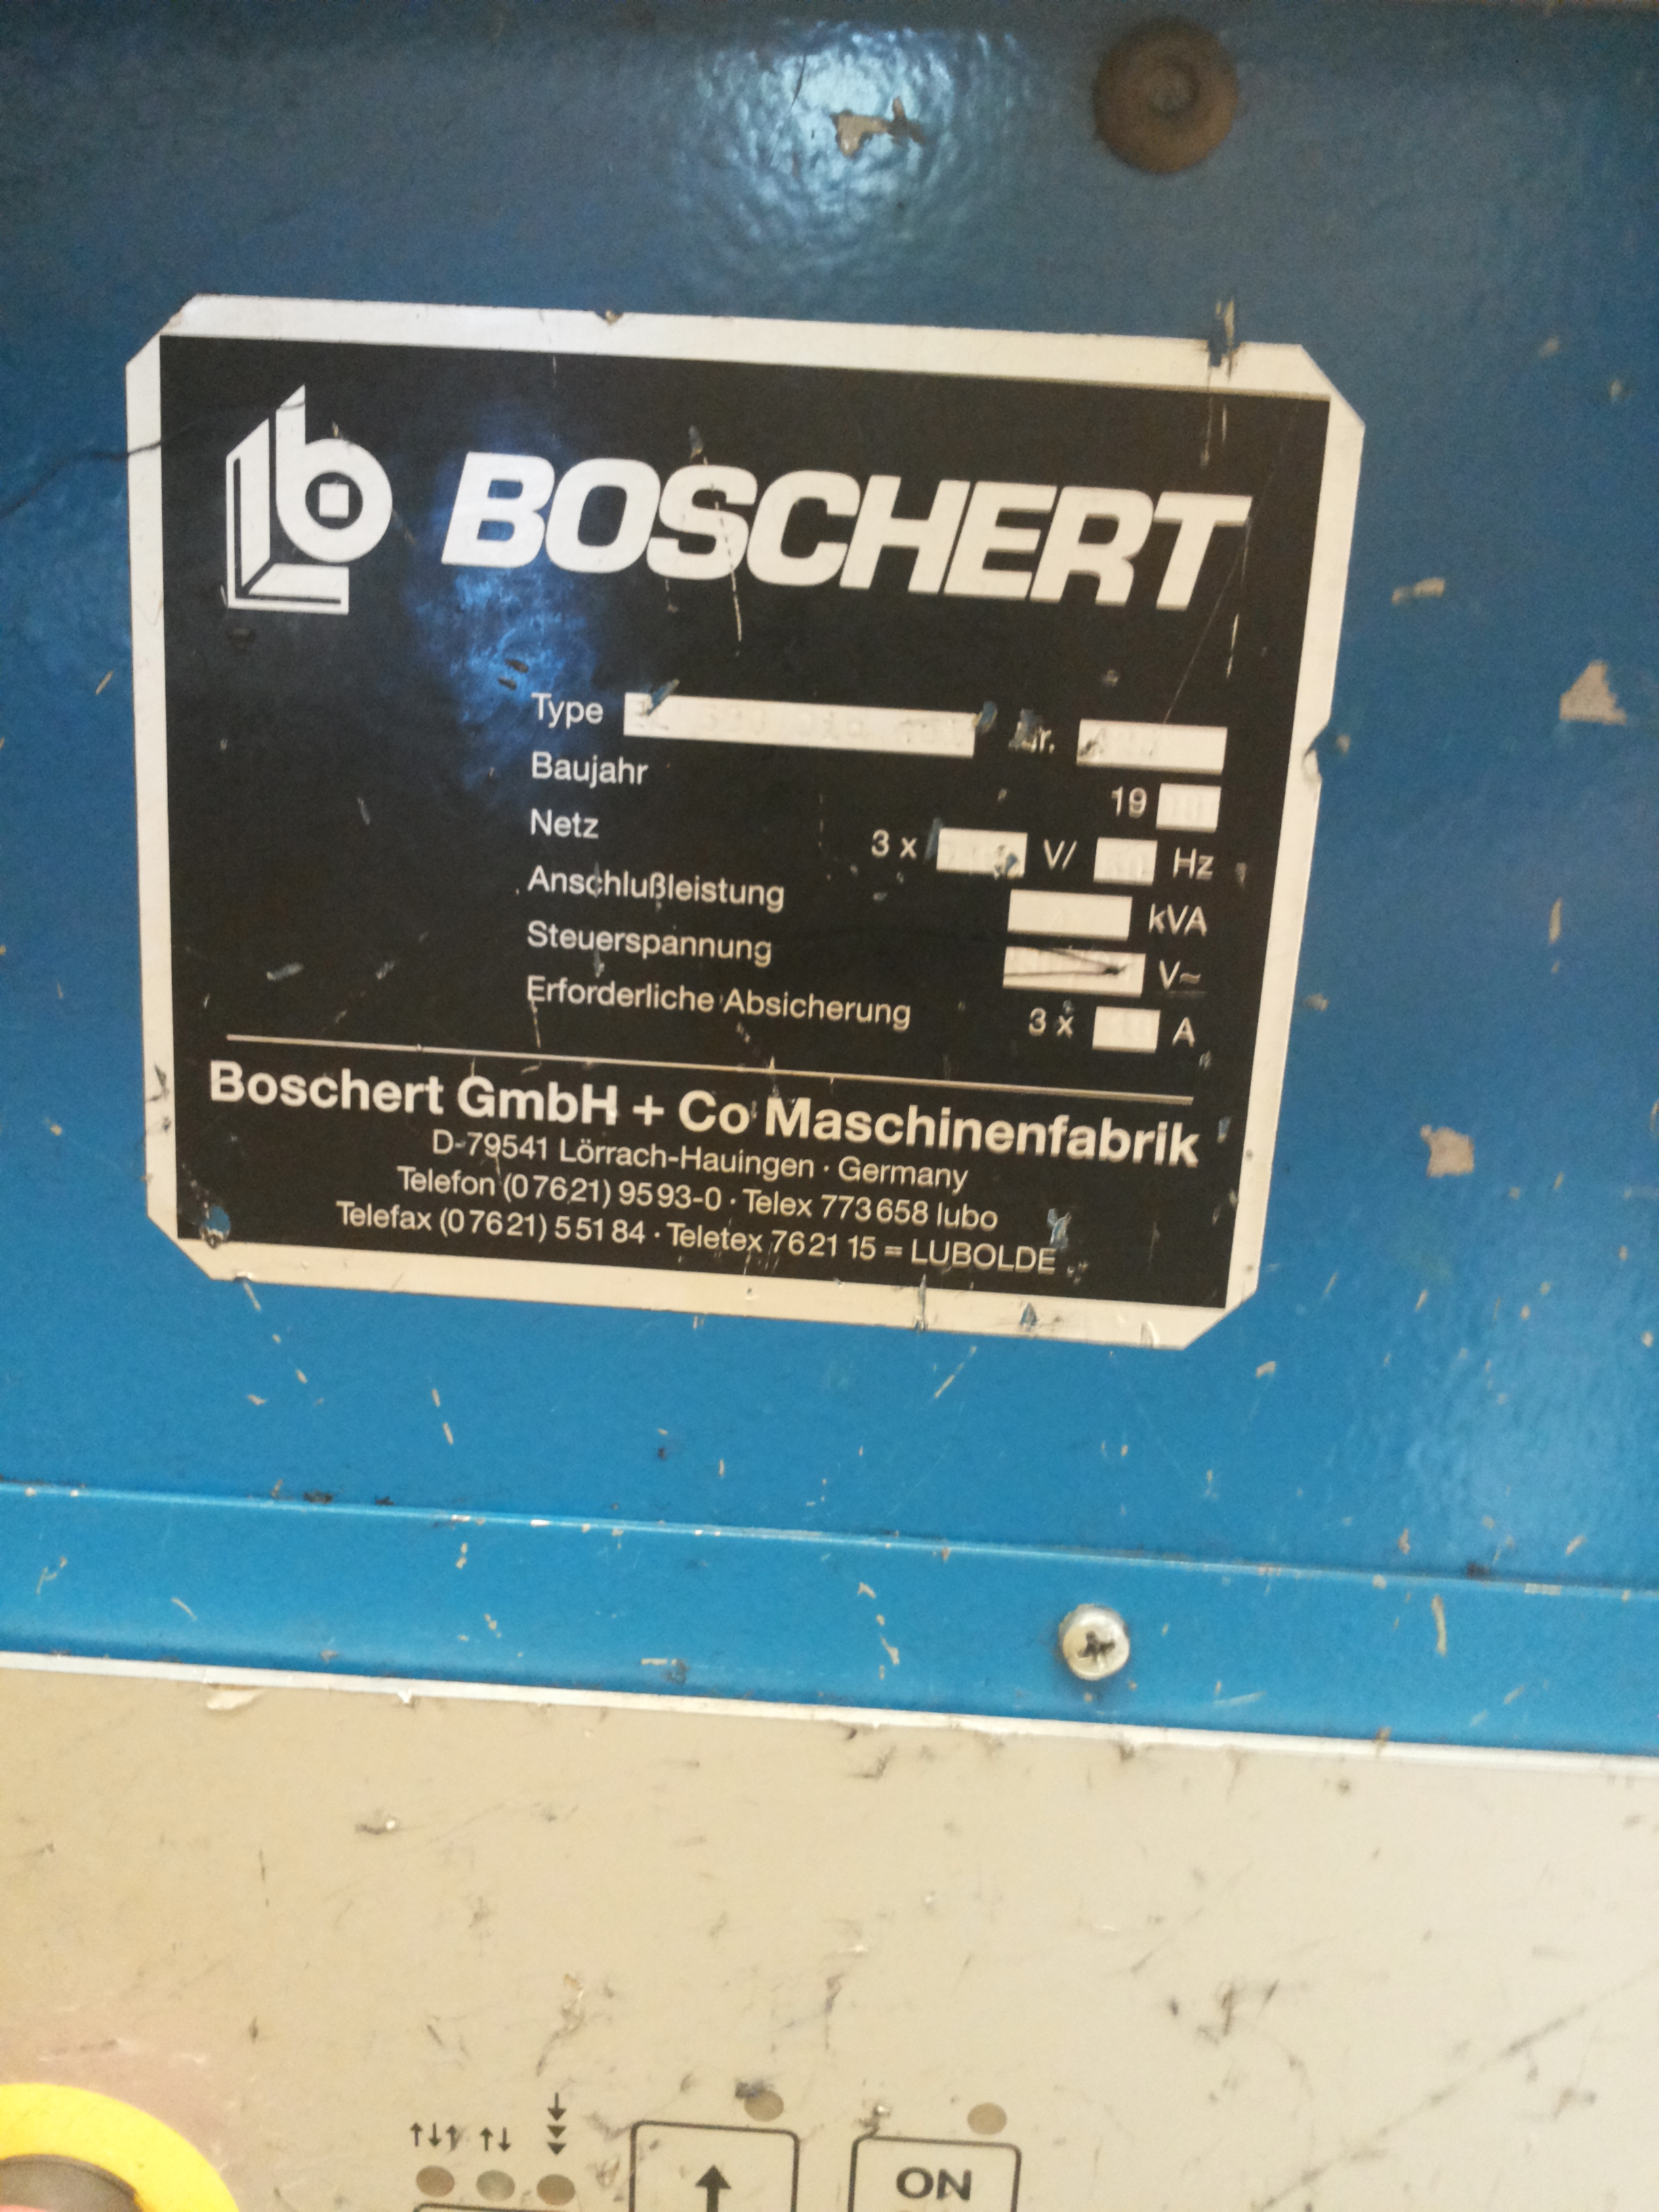 BOSCHERT
Type Nr.
Baujahr 19
Netz 3 x V/ Hz
Anschlußleistung kVA
Steuerspannung V~
Erforderliche Absicherung 3 x A
Boschert GmbH + Co Maschinenfabrik
D-79541 Lörrach-Hauingen · Germany
Telefon (07621) 9593-0 · Telex 773658 lubo
Telefax (07621) 55184 · Teletex 762115 = LUBOLDE
ON